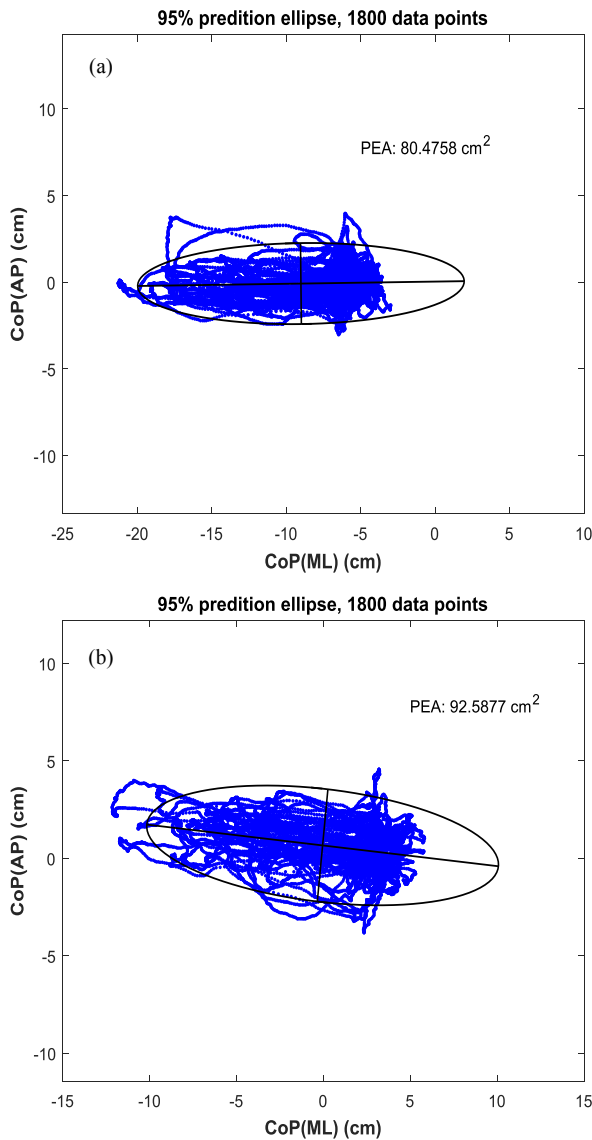 95% predition ellipse, 1800 data points
(a)
PEA: 80.4758 cm2
10
5
0
-5
-10
CoP(AP) (cm)
-25 -20 -15 -10 -5 0 5 10
CoP(ML) (cm)
95% predition ellipse, 1800 data points
(b)
PEA: 92.5877 cm2
10
5
0
-5
-10
CoP(AP) (cm)
-15 -10 -5 0 5 10 15
CoP(ML) (cm)